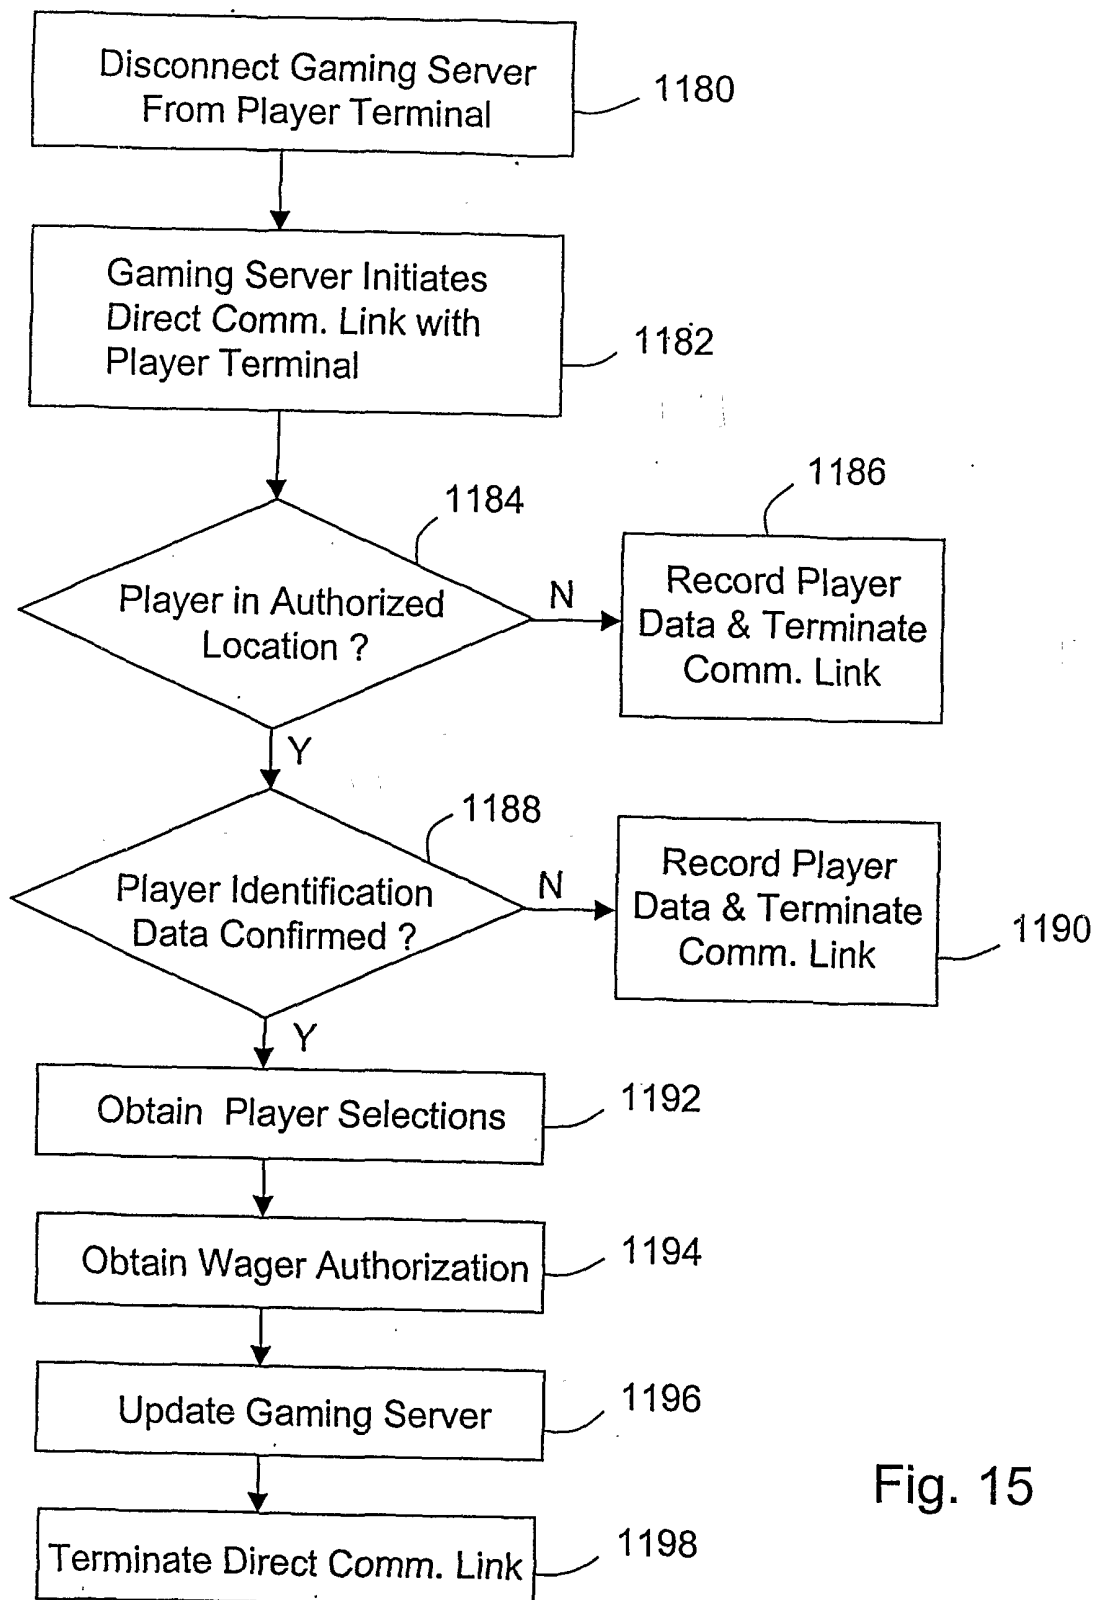 Disconnect Gaming Server
From Player Terminal
1180
Gaming Server Initiates
Direct Comm. Link with
Player Terminal
1182
1184
Player in Authorized
Location ?
N
1186
Record Player
Data & Terminate
Comm. Link
Y
1188
Player Identification
Data Confirmed ?
N
Record Player
Data & Terminate
Comm. Link
1190
Y
Obtain Player Selections
1192
Obtain Wager Authorization
1194
Update Gaming Server
1196
Terminate Direct Comm. Link
1198
Fig. 15